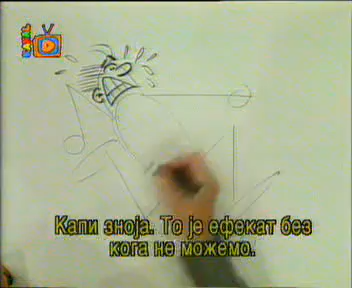 Капи зноја. То је ефекат без
кога не можемо.